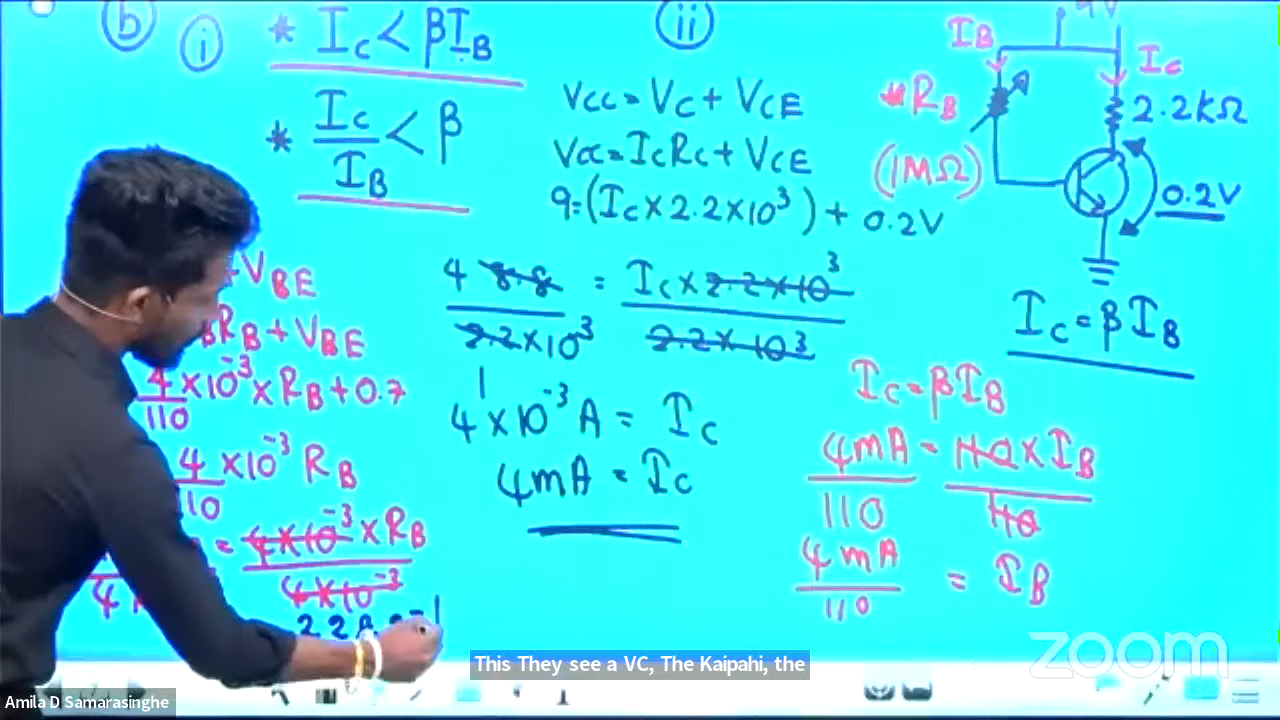 b
i
* Ic < βIB
* Ic/IB < β
VBE
RB + VBE
4/110 ×10⁻³ × RB + 0.7
4/110 ×10⁻³ RB
= 4×10⁻³ × RB
4×10⁻³
ii
Vcc = Vc + VCE
Vcc = IcRc + VCE
9 = (Ic × 2.2 × 10³) + 0.2V
4 8.8 = Ic × 2.2 × 10³
2.2×10³ 2.2×10³
4×10⁻³ A = Ic
4mA = Ic
9V
IB
Ic
*RB
2.2kΩ
(1MΩ)
0.2V
Ic = βIB
Ic = βIB
4mA = 110 × IB
110 110
4mA/110 = IB
This They see a VC, The Kaipahi, the
zoom
Amila D Samarasinghe